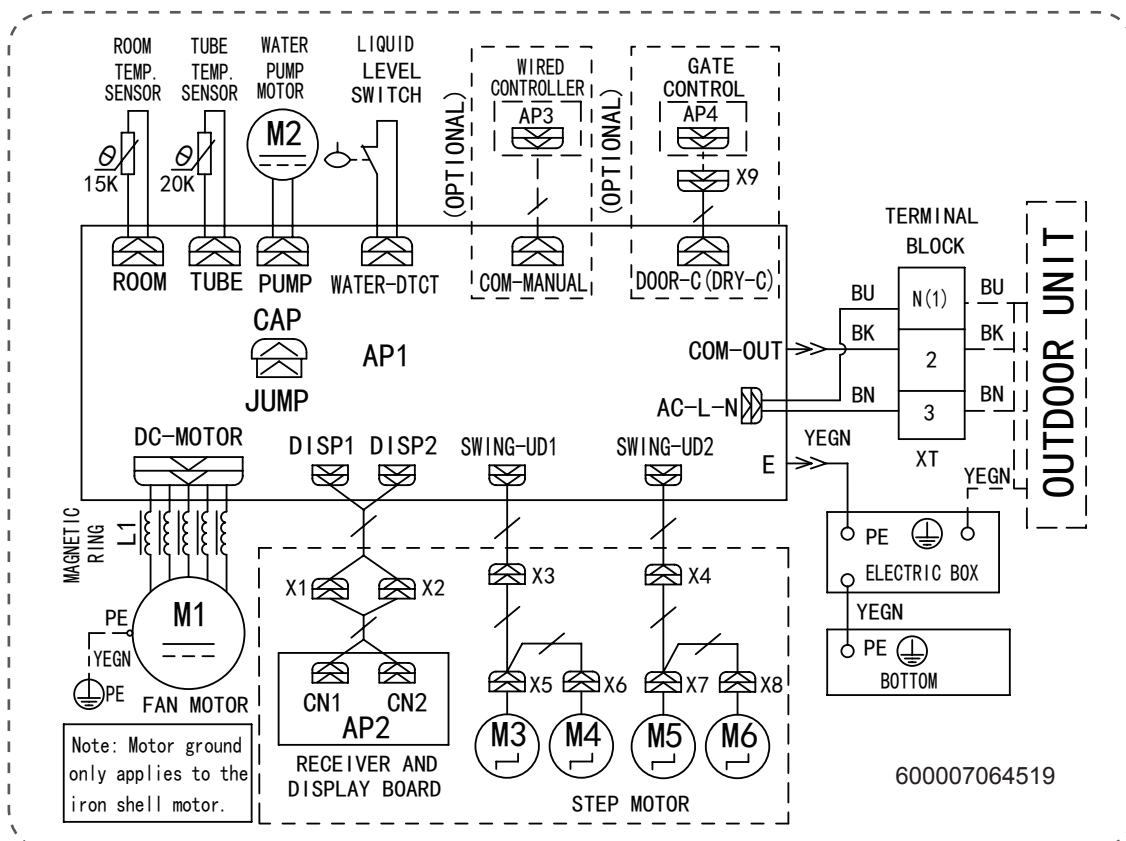 ROOM
TEMP.
SENSOR
TUBE
TEMP.
SENSOR
WATER
PUMP
MOTOR
LIQUID
LEVEL
SWITCH
(OPTIONAL)
WIRED
CONTROLLER
AP3
(OPTIONAL)
GATE
CONTROL
AP4
X9
θ
15K
θ
20K
M2
ROOM
TUBE
PUMP
WATER-DTCT
COM-MANUAL
DOOR-C(DRY-C)
CAP
JUMP
AP1
COM-OUT
AC-L-N
E
TERMINAL
BLOCK
N(1)
2
3
XT
BU
BK
BN
BU
BK
BN
YEGN
YEGN
OUTDOOR UNIT
DC-MOTOR
DISP1
DISP2
SWING-UD1
SWING-UD2
MAGNETIC
RING
L1
M1
PE
YEGN
PE
FAN MOTOR
X1
X2
X3
X4
CN1
CN2
AP2
RECEIVER AND
DISPLAY BOARD
X5
X6
X7
X8
M3
M4
M5
M6
STEP MOTOR
PE
ELECTRIC BOX
YEGN
PE
BOTTOM
Note: Motor ground
only applies to the
iron shell motor.
600007064519